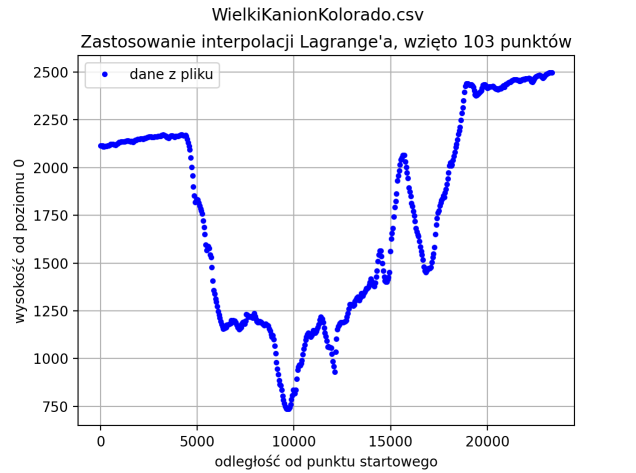 WielkiKanionKolorado.csv
Zastosowanie interpolacji Lagrange'a, wzięto 103 punktów
dane z pliku
2500
2250
2000
1750
1500
1250
1000
750
wysokość od poziomu 0
0 5000 10000 15000 20000
odległość od punktu startowego